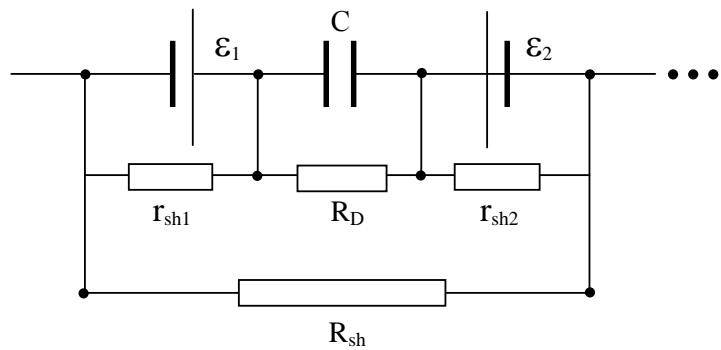 C
ε₁
ε₂
r_sh1
R_D
r_sh2
R_sh